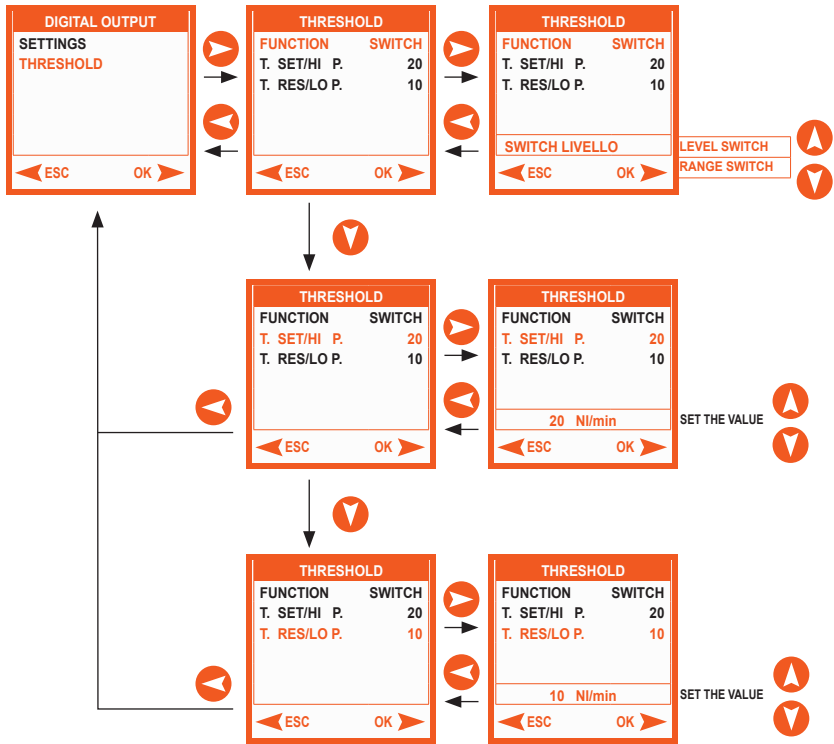 DIGITAL OUTPUT
SETTINGS
THRESHOLD
ESC OK
THRESHOLD
FUNCTION SWITCH
T. SET/HI P. 20
T. RES/LO P. 10
ESC OK
THRESHOLD
FUNCTION SWITCH
T. SET/HI P. 20
T. RES/LO P. 10
SWITCH LIVELLO
ESC OK
LEVEL SWITCH
RANGE SWITCH
THRESHOLD
FUNCTION SWITCH
T. SET/HI P. 20
T. RES/LO P. 10
ESC OK
THRESHOLD
FUNCTION SWITCH
T. SET/HI P. 20
T. RES/LO P. 10
20 Nl/min
ESC OK
SET THE VALUE
THRESHOLD
FUNCTION SWITCH
T. SET/HI P. 20
T. RES/LO P. 10
ESC OK
THRESHOLD
FUNCTION SWITCH
T. SET/HI P. 20
T. RES/LO P. 10
10 Nl/min
ESC OK
SET THE VALUE